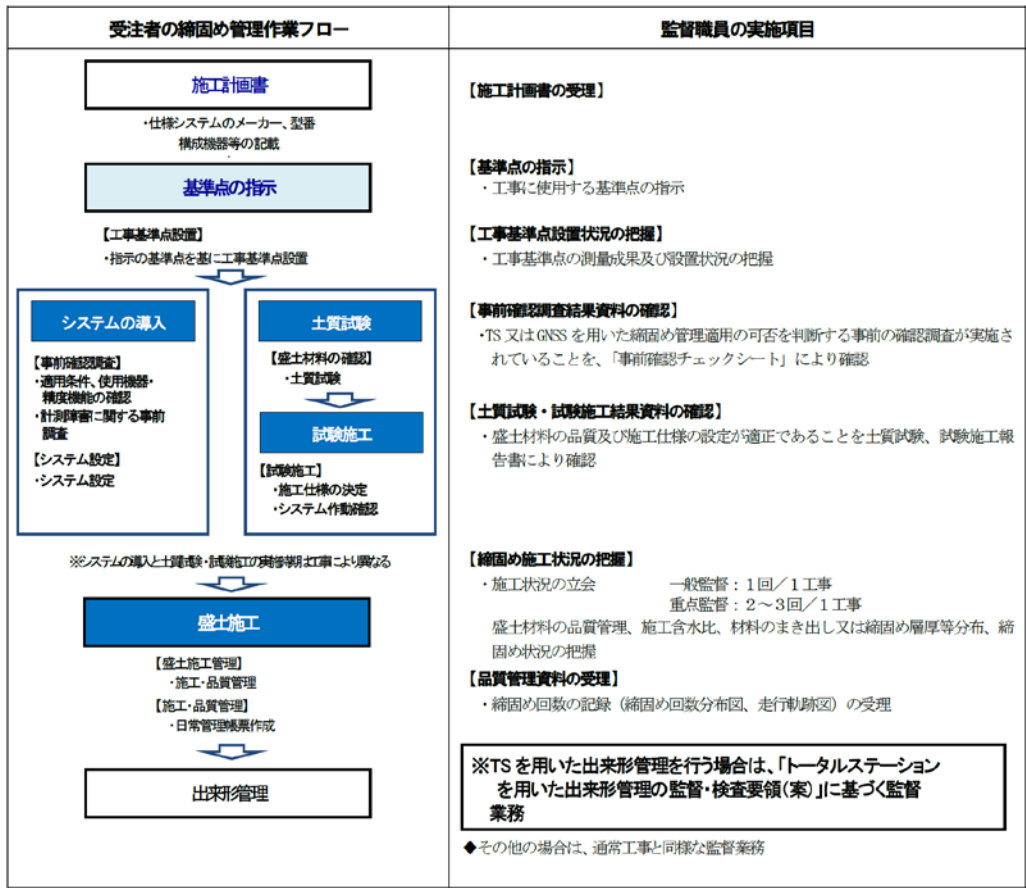 受注者の締固め管理作業フロー
監督職員の実施項目
施工計画書
・仕様システムのメーカー、型番
構成機器等の記載
基準点の指示
【工事基準点設置】
・指示の基準点を基に工事基準点設置
システムの導入
【事前確認調査】
・適用条件、使用機器・
精度機能の確認
・計測障害に関する事前
調査
【システム設定】
・システム設定
土質試験
【盛土材料の確認】
・土質試験
試験施工
【試験施工】
・施工仕様の決定
・システム作動確認
※システムの導入と土質試験・試験施工の実施時期は工事により異なる
盛土施工
【盛土施工管理】
・施工・品質管理
【施工・品質管理】
・日常管理帳票作成
出来形管理
【施工計画書の受理】
【基準点の指示】
・工事に使用する基準点の指示
【工事基準点設置状況の把握】
・工事基準点の測量成果及び設置状況の把握
【事前確認調査結果資料の確認】
・TS 又は GNSS を用いた締固め管理適用の可否を判断する事前の確認調査が実施さ
れていることを、「事前確認チェックシート」により確認
【土質試験・試験施工結果資料の確認】
・盛土材料の品質及び施工仕様の設定が適正であることを土質試験、試験施工報
告書により確認
【締固め施工状況の把握】
・施工状況の立会 一般監督：1回／1工事
重点監督：2～3回／1工事
盛土材料の品質管理、施工含水比、材料のまき出し又は締固め層厚等分布、締
固め状況の把握
【品質管理資料の受理】
・締固め回数の記録（締固め回数分布図、走行軌跡図）の受理
※TS を用いた出来形管理を行う場合は、「トータルステーション
を用いた出来形管理の監督・検査要領（案）」に基づく監督
業務
◆その他の場合は、通常工事と同様な監督業務